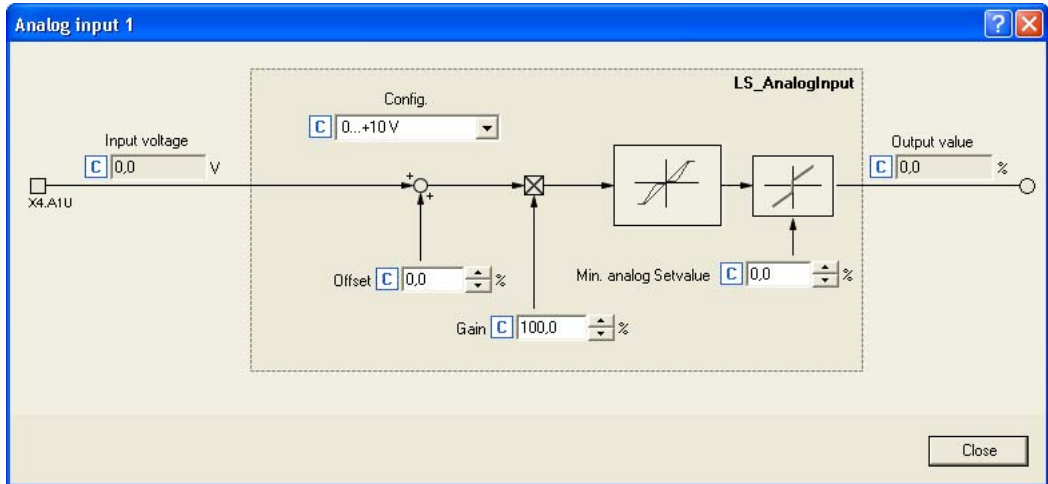 Analog input 1
LS_AnalogInput
Config.
C 0...+10 V
Input voltage
C 0,0 V
Output value
C 0,0 %
X4.A1U
+
+
Offset C 0,0 %
Min. analog Setvalue C 0,0 %
Gain C 100,0 %
Close